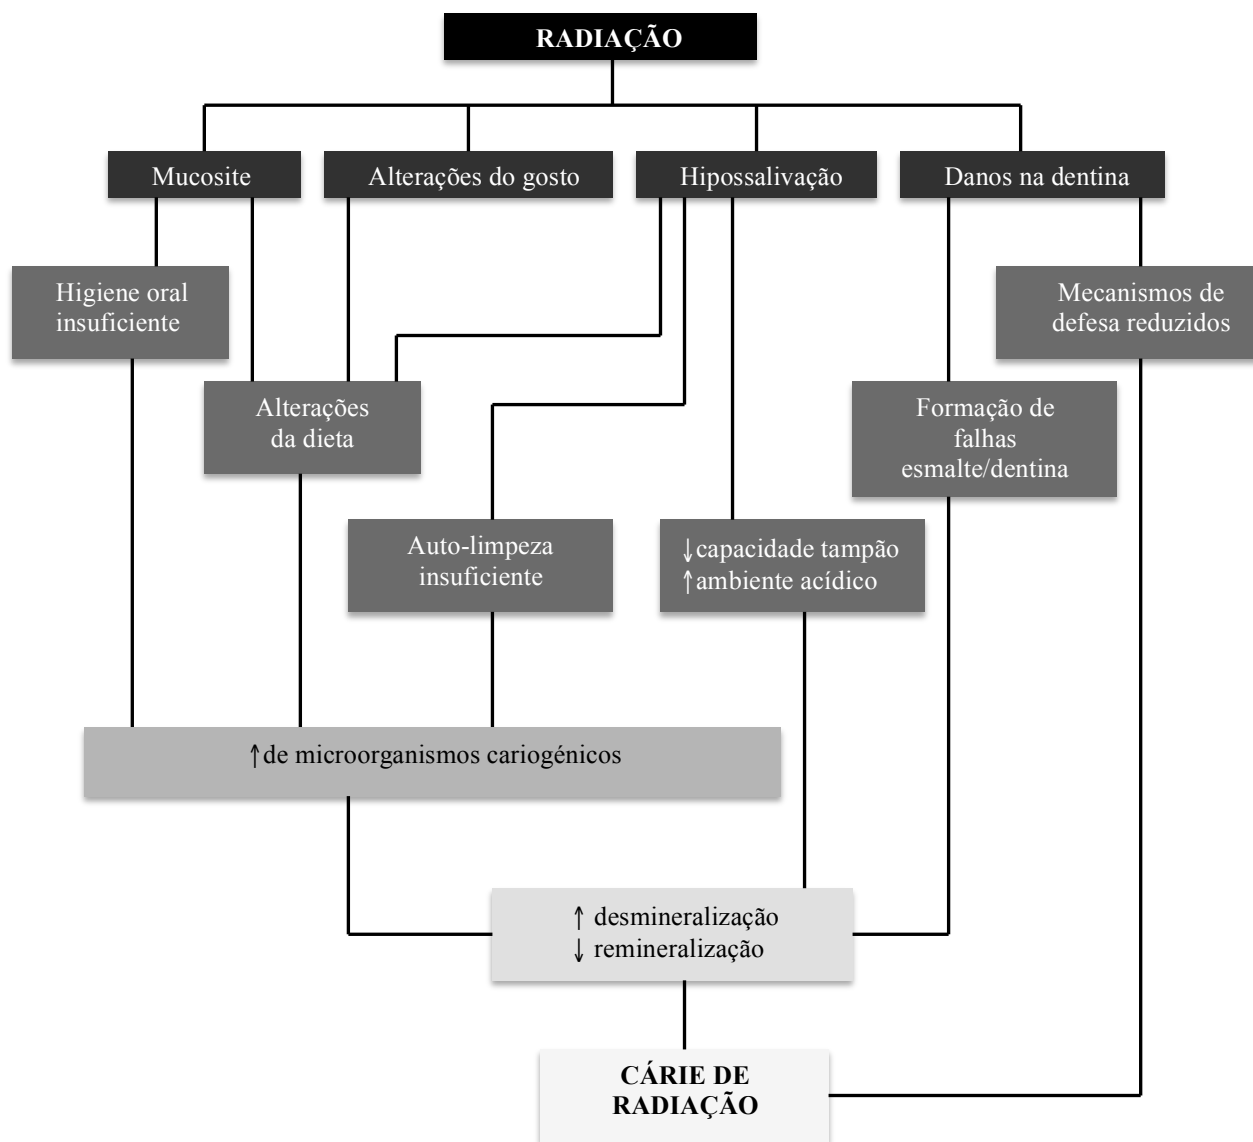 RADIAÇÃO
Mucosite
Alterações do gosto
Hipossalivação
Danos na dentina
Higiene oral
insuficiente
Mecanismos de
defesa reduzidos
Alterações
da dieta
Formação de
falhas
esmalte/dentina
Auto-limpeza
insuficiente
↓capacidade tampão
↑ambiente acídico
↑de microorganismos cariogénicos
↑ desmineralização
↓ remineralização
CÁRIE DE
RADIAÇÃO